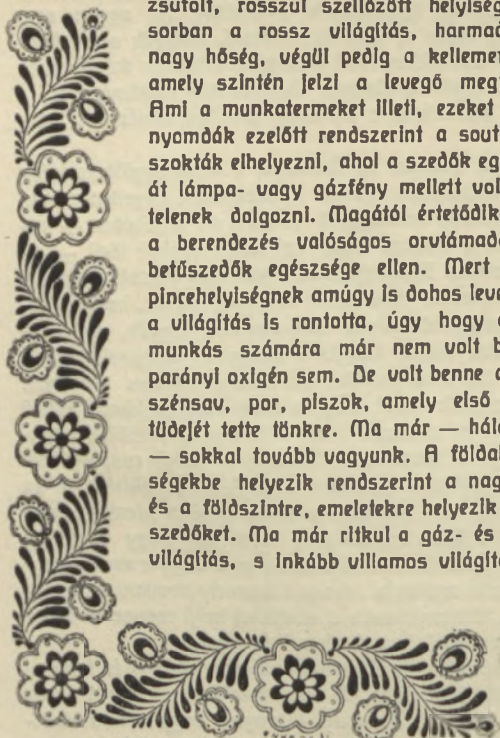 zsúfolt, rosszul szellőzött helyiség
sorban a rossz világítás, harmad
nagy hőség, végül pedig a kellemet
amely szintén jelzi a levegő megr
Ami a munkatermeket illeti, ezeket
nyomdák ezelőtt rendszerint a sout
szokták elhelyezni, ahol a szedők eg
át lámpa- vagy gázfény mellett vol
telenek dolgozni. Magától értetődik
a berendezés valóságos orvtámad
betűszedők egészsége ellen. Mert
pincehelyiségnek amúgy is dohos leve
a világítás is rontotta, úgy hogy
munkás számára már nem volt b
parányi oxigén sem. De volt benne
szénsav, por, piszok, amely első
tüdejét tette tönkre. Ma már — hál
— sokkal tovább vagyunk. A földal
ségekbe helyezik rendszerint a nag
és a földszintre, emeletekre helyezik
szedőket. Ma már ritkul a gáz- és
világítás, s inkább villamos világít